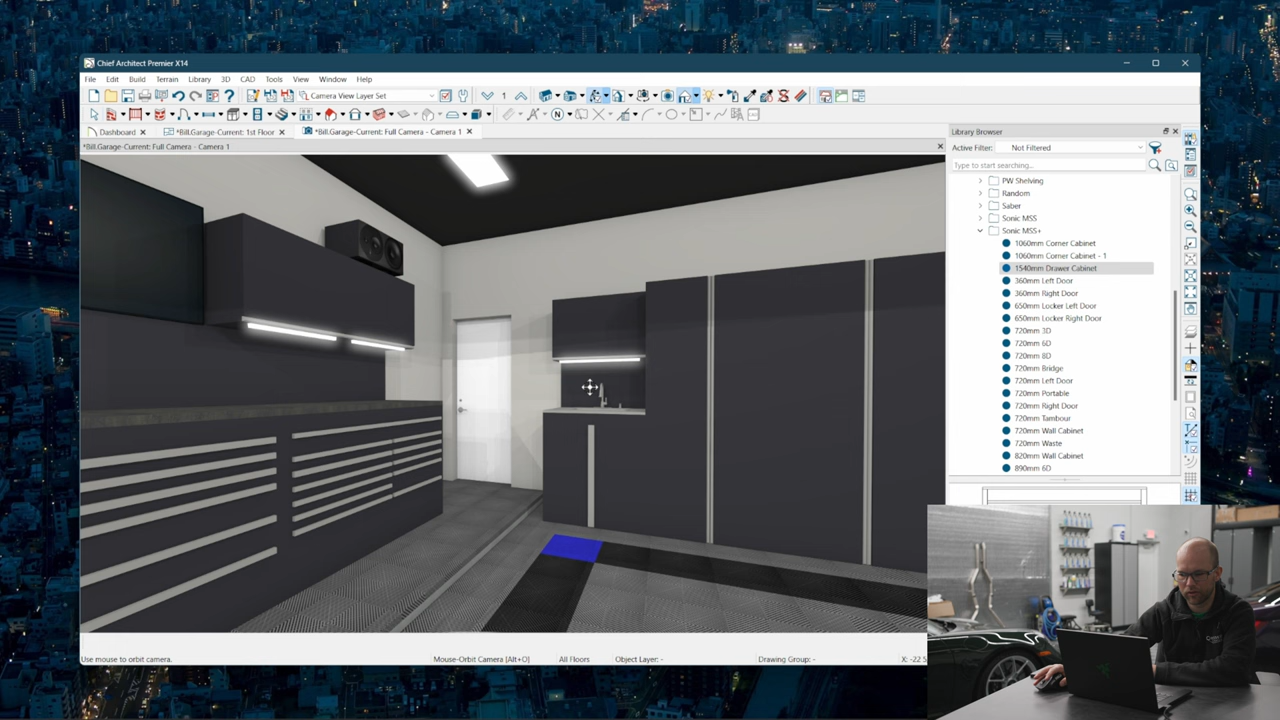 Chief Architect Premier X14
File Edit Build Terrain Library 3D CAD Tools View Window Help
Camera View Layer Set 1
Dashboard *Bill.Garage-Current: 1st Floor *Bill.Garage-Current: Full Camera - Camera 1
*Bill.Garage-Current: Full Camera - Camera 1
Library Browser
Active Filter: Not Filtered
Type to start searching...
PW Shelving
Random
Saber
Sonic MSS
Sonic MSS+
1060mm Corner Cabinet
1060mm Corner Cabinet - 1
1540mm Drawer Cabinet
360mm Left Door
360mm Right Door
650mm Locker Left Door
650mm Locker Right Door
720mm 3D
720mm 6D
720mm 8D
720mm Bridge
720mm Left Door
720mm Portable
720mm Right Door
720mm Tambour
720mm Wall Cabinet
720mm Waste
820mm Wall Cabinet
890mm 6D
Use mouse to orbit camera. Mouse-Orbit Camera [Alt+O] All Floors Object Layer: - Drawing Group: - X: -22 5